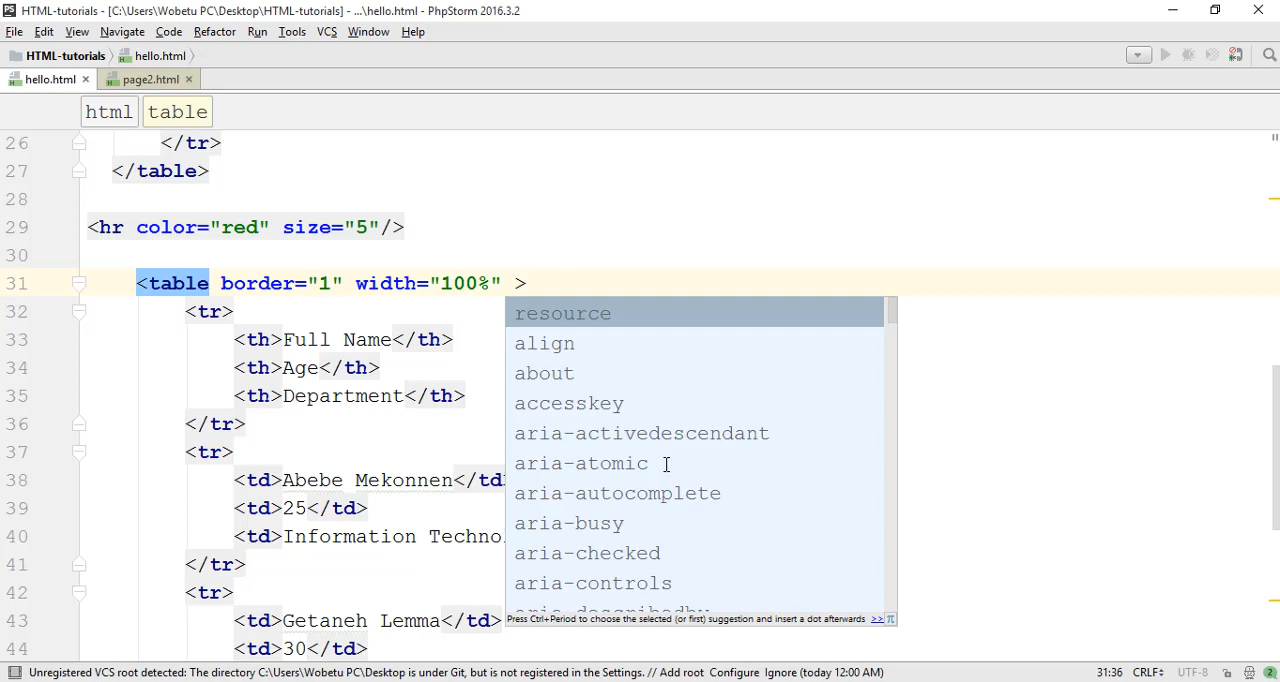 HTML-tutorials - [C:\Users\Wobetu PC\Desktop\HTML-tutorials] - ...\hello.html - PhpStorm 2016.3.2
File Edit View Navigate Code Refactor Run Tools VCS Window Help
HTML-tutorials hello.html
hello.html page2.html
html table
26 </tr>
27 </table>
28
29 <hr color="red" size="5"/>
30
31 <table border="1" width="100%" >
32 <tr>
33 <th>Full Name</th>
34 <th>Age</th>
35 <th>Department</th>
36 </tr>
37 <tr>
38 <td>Abebe Mekonnen</td
39 <td>25</td>
40 <td>Information Techno
41 </tr>
42 <tr>
43 <td>Getaneh Lemma</td>
44 <td>30</td>
resource
align
about
accesskey
aria-activedescendant
aria-atomic
aria-autocomplete
aria-busy
aria-checked
aria-controls
aria-describedby
Press Ctrl+Period to choose the selected (or first) suggestion and insert a dot afterwards >> π
Unregistered VCS root detected: The directory C:\Users\Wobetu PC\Desktop is under Git, but is not registered in the Settings. // Add root Configure Ignore (today 12:00 AM) 31:36 CRLF÷ UTF-8 2